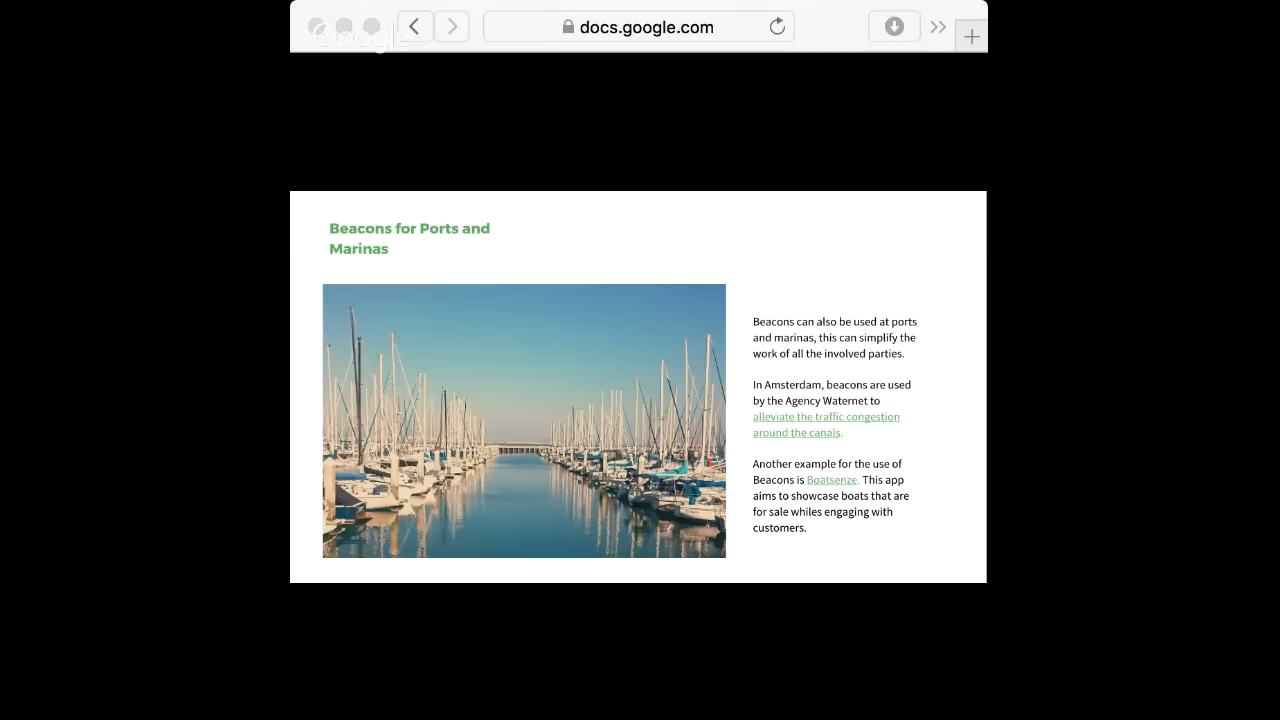 Google
docs.google.com
Beacons for Ports and
Marinas
Beacons can also be used at ports
and marinas, this can simplify the
work of all the involved parties.
In Amsterdam, beacons are used
by the Agency Waternet to
alleviate the traffic congestion
around the canals.
Another example for the use of
Beacons is Boatsenze. This app
aims to showcase boats that are
for sale whiles engaging with
customers.